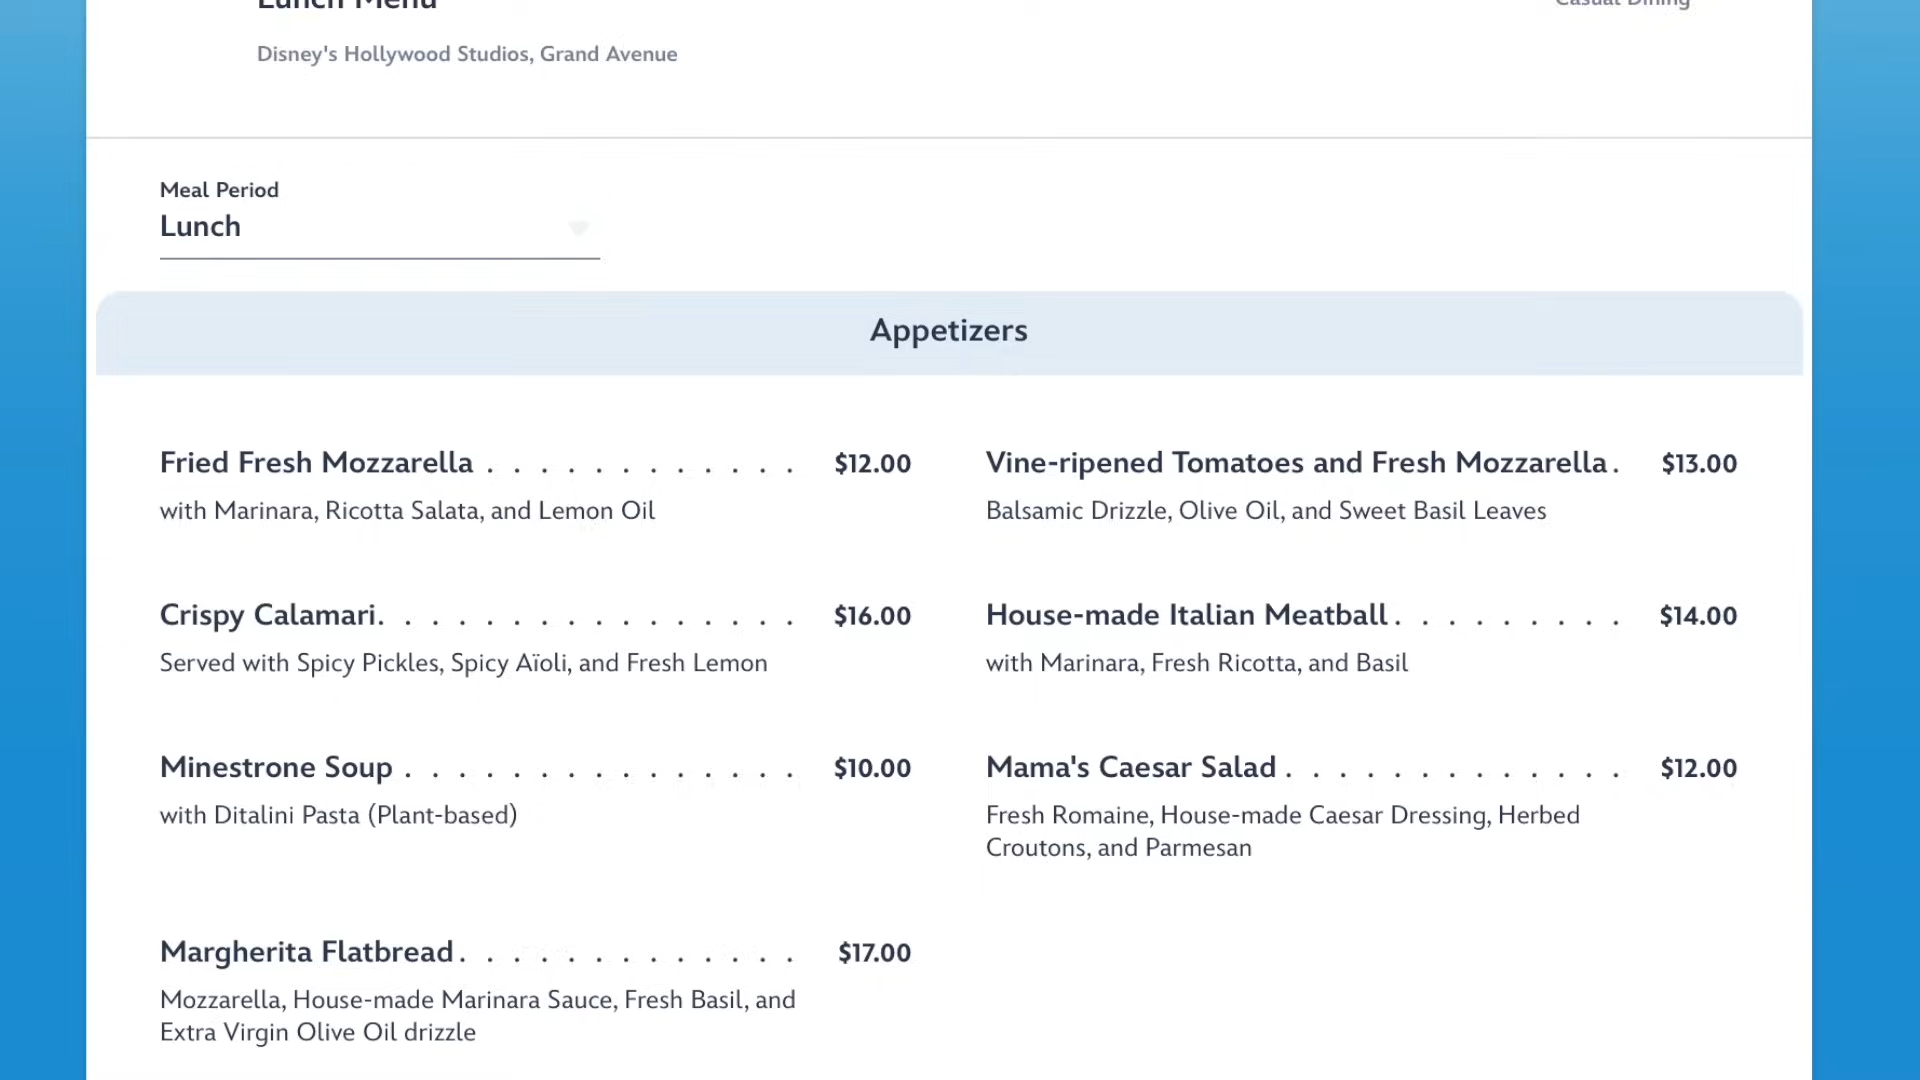 Lunch Menu
Casual Dining
Disney's Hollywood Studios, Grand Avenue
Meal Period
Lunch
Appetizers
Fried Fresh Mozzarella . . . . . . . . . . . . $12.00
with Marinara, Ricotta Salata, and Lemon Oil
Vine-ripened Tomatoes and Fresh Mozzarella . $13.00
Balsamic Drizzle, Olive Oil, and Sweet Basil Leaves
Crispy Calamari. . . . . . . . . . . . . . . . $16.00
Served with Spicy Pickles, Spicy Aïoli, and Fresh Lemon
House-made Italian Meatball . . . . . . . . . $14.00
with Marinara, Fresh Ricotta, and Basil
Minestrone Soup . . . . . . . . . . . . . . . $10.00
with Ditalini Pasta (Plant-based)
Mama's Caesar Salad . . . . . . . . . . . . . $12.00
Fresh Romaine, House-made Caesar Dressing, Herbed
Croutons, and Parmesan
Margherita Flatbread . . . . . . . . . . . . . $17.00
Mozzarella, House-made Marinara Sauce, Fresh Basil, and
Extra Virgin Olive Oil drizzle